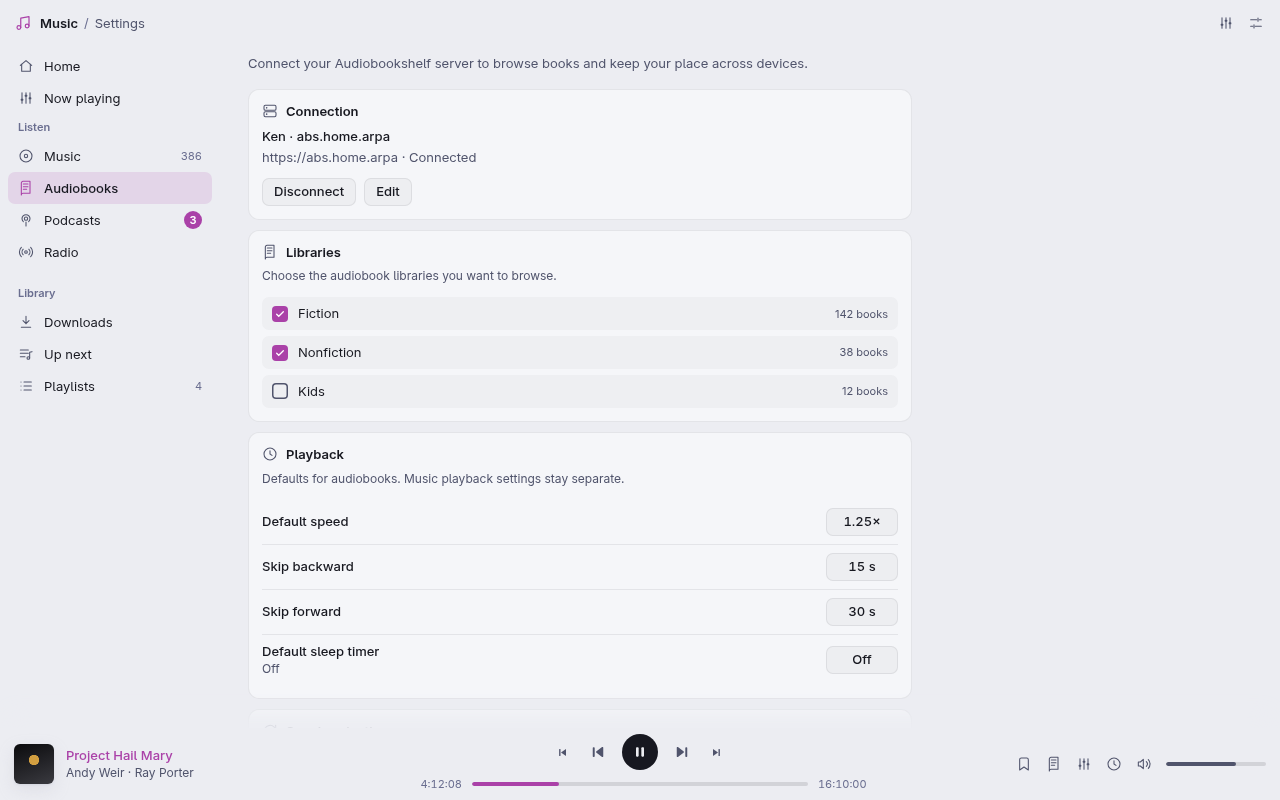 Music / Settings
Home
Now playing
Listen
Music 386
Audiobooks
Podcasts 3
Radio
Library
Downloads
Up next
Playlists 4
Connect your Audiobookshelf server to browse books and keep your place across devices.
Connection
Ken · abs.home.arpa
https://abs.home.arpa · Connected
Disconnect Edit
Libraries
Choose the audiobook libraries you want to browse.
Fiction 142 books
Nonfiction 38 books
Kids 12 books
Playback
Defaults for audiobooks. Music playback settings stay separate.
Default speed 1.25×
Skip backward 15 s
Skip forward 30 s
Default sleep timer
Off
Off
Project Hail Mary
Andy Weir · Ray Porter
4:12:08 16:10:00